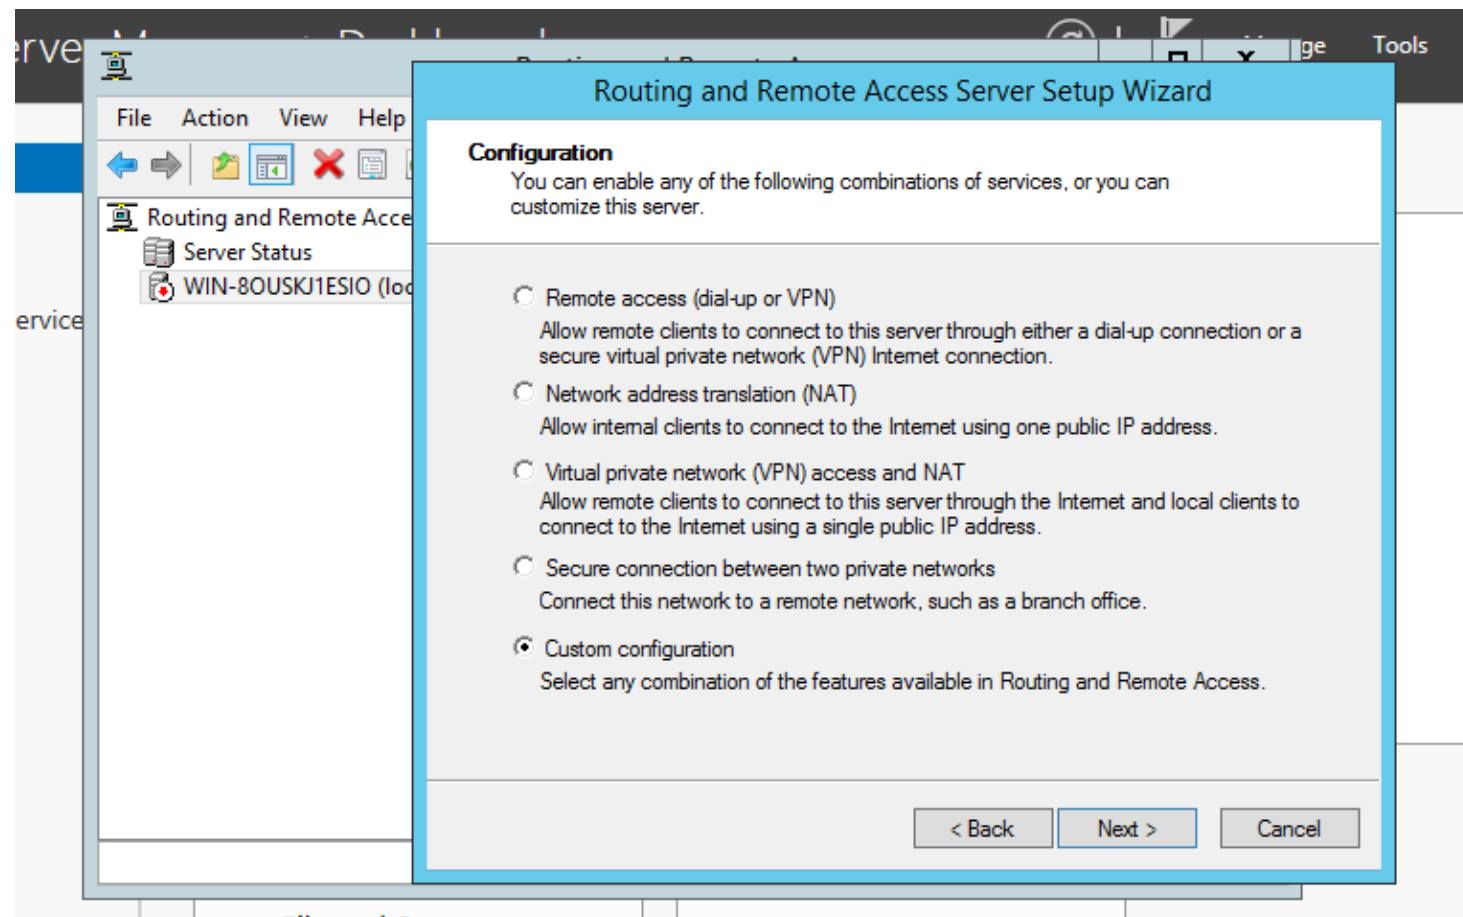 Tools
Routing and Remote Access Server Setup Wizard
File Action View Help
Configuration
You can enable any of the following combinations of services, or you can
customize this server.
Routing and Remote Acce
Server Status
WIN-8OUSKJ1ESIO (loc
ervice
Remote access (dial-up or VPN)
Allow remote clients to connect to this server through either a dial-up connection or a
secure virtual private network (VPN) Internet connection.
Network address translation (NAT)
Allow internal clients to connect to the Internet using one public IP address.
Virtual private network (VPN) access and NAT
Allow remote clients to connect to this server through the Internet and local clients to
connect to the Internet using a single public IP address.
Secure connection between two private networks
Connect this network to a remote network, such as a branch office.
Custom configuration
Select any combination of the features available in Routing and Remote Access.
< Back Next > Cancel